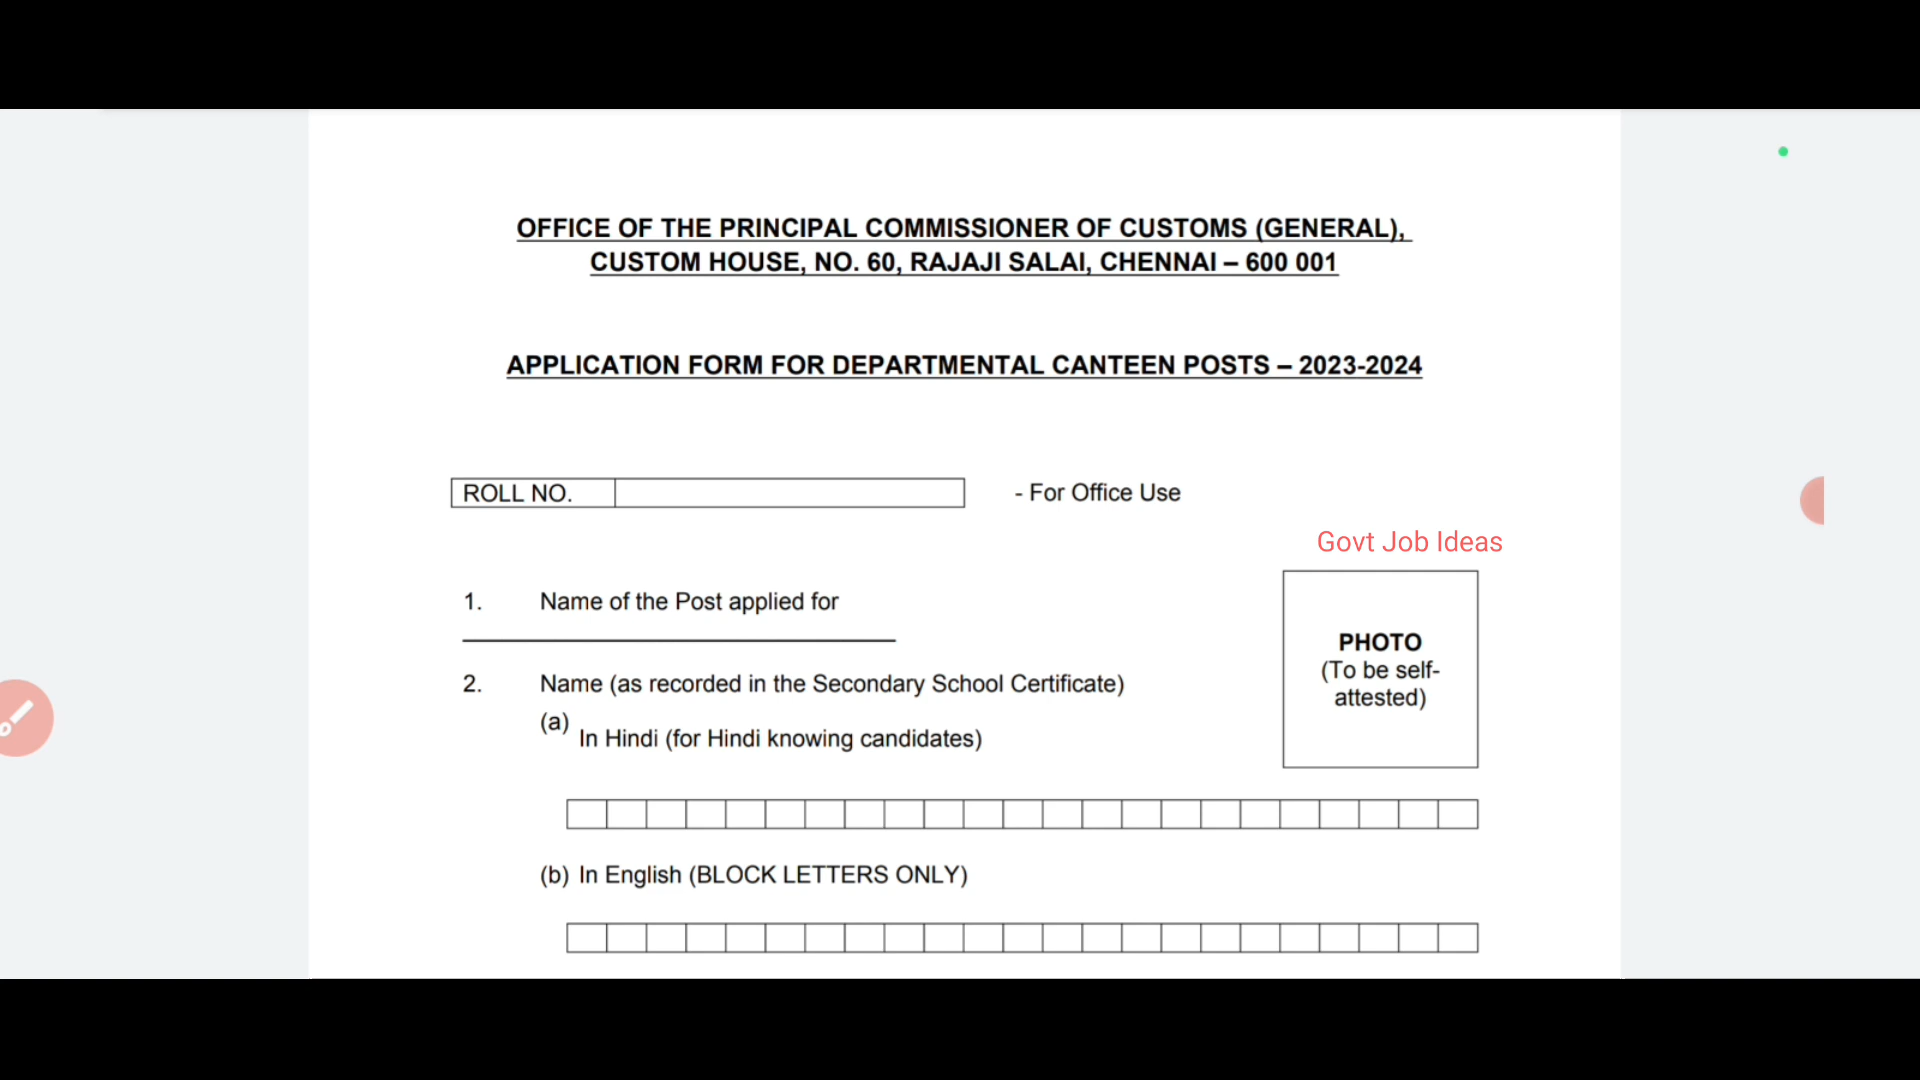 OFFICE OF THE PRINCIPAL COMMISSIONER OF CUSTOMS (GENERAL),
CUSTOM HOUSE, NO. 60, RAJAJI SALAI, CHENNAI – 600 001
APPLICATION FORM FOR DEPARTMENTAL CANTEEN POSTS – 2023-2024
ROLL NO. - For Office Use
Govt Job Ideas
1. Name of the Post applied for
PHOTO
(To be self-
attested)
2. Name (as recorded in the Secondary School Certificate)
(a) In Hindi (for Hindi knowing candidates)
(b) In English (BLOCK LETTERS ONLY)